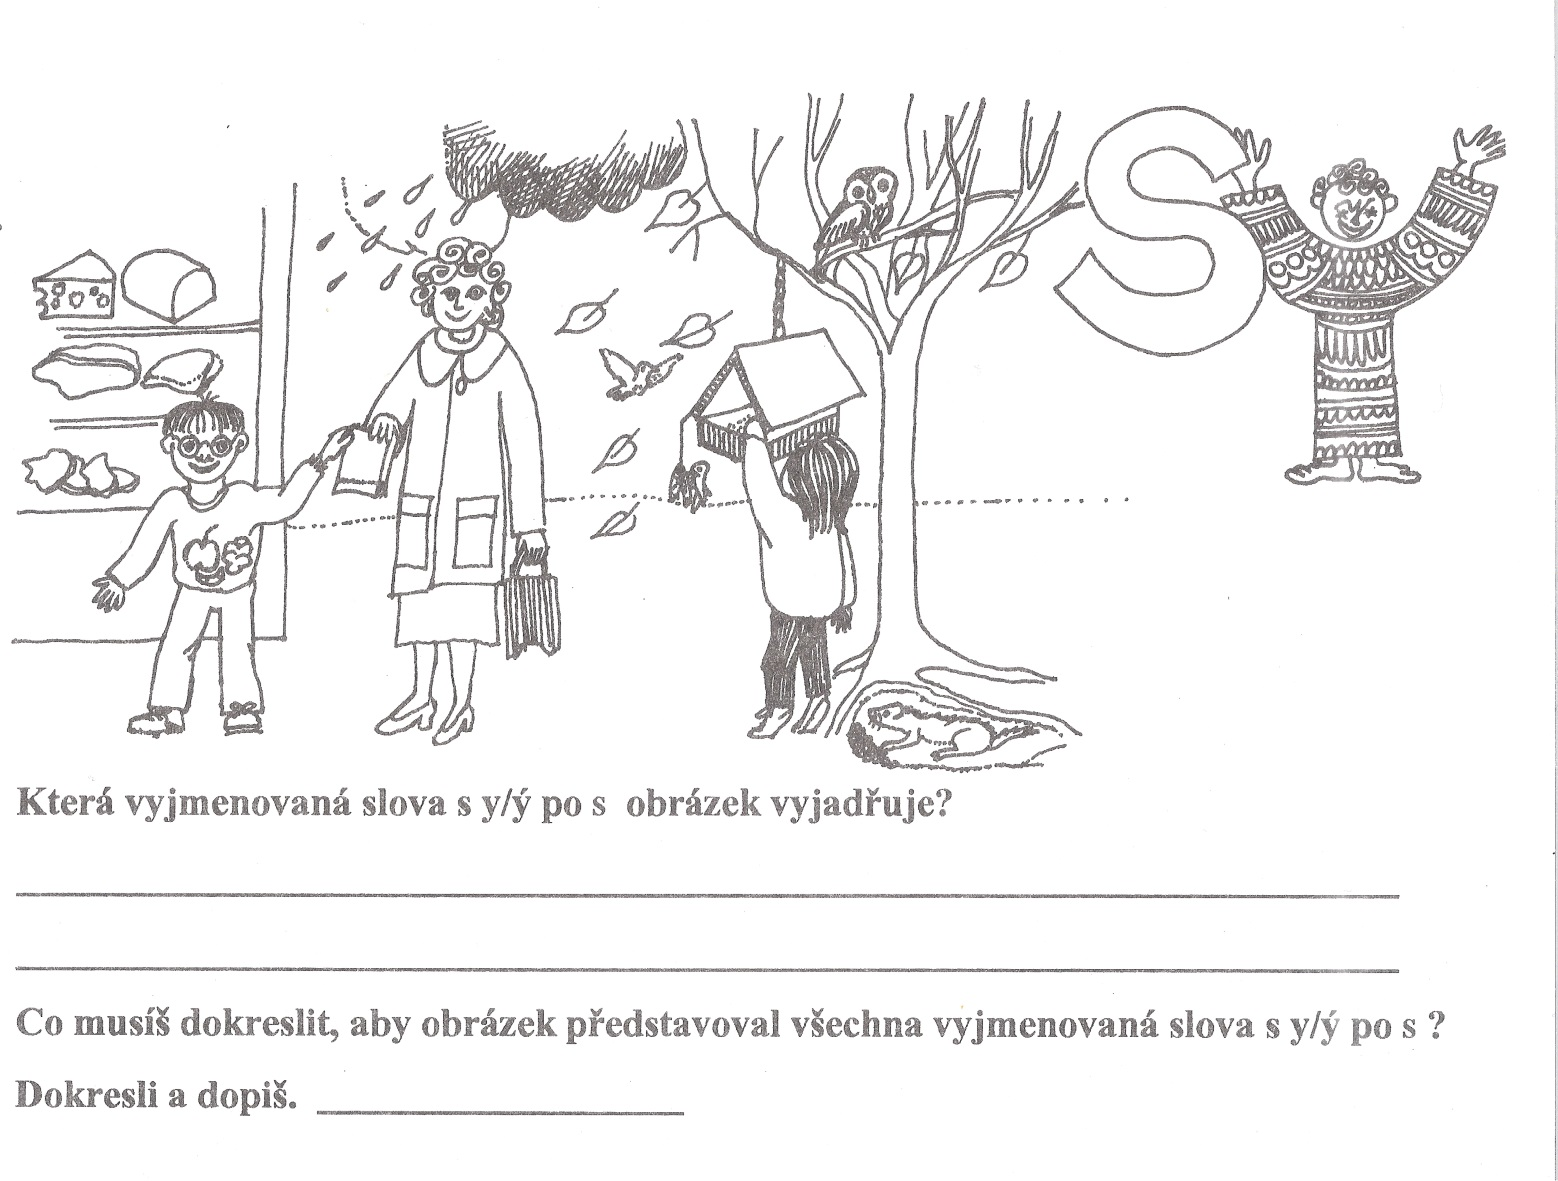 S
Která vyjmenovaná slova s y/ý po s obrázek vyjadřuje?
Co musíš dokreslit, aby obrázek představoval všechna vyjmenovaná slova s y/ý po s ?
Dokresli a dopiš.